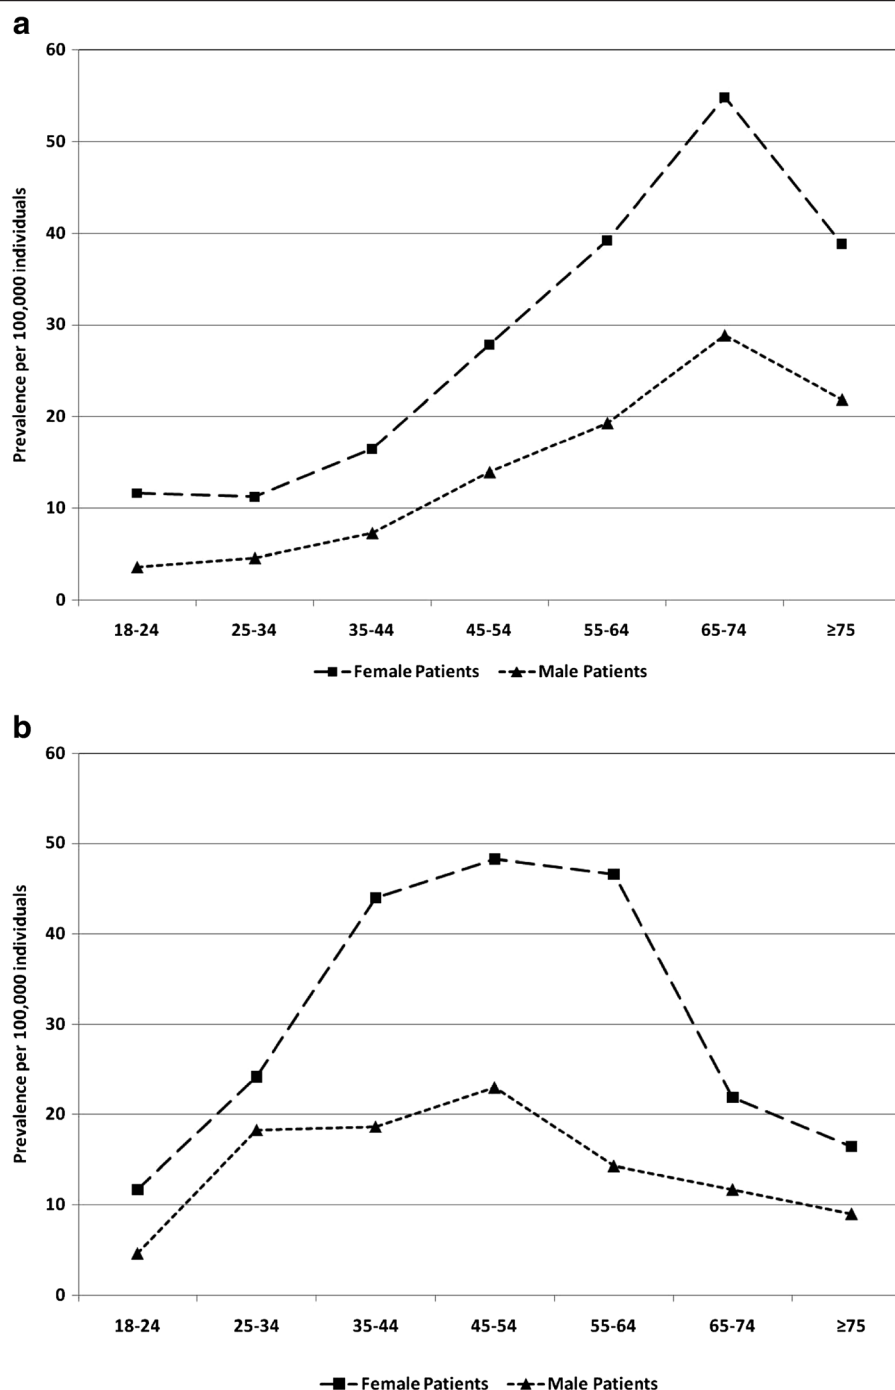 a
Prevalence per 100,000 individuals
60
50
40
30
20
10
0
18-24 25-34 35-44 45-54 55-64 65-74 ≥75
Female Patients Male Patients
b
Prevalence per 100,000 individuals
60
50
40
30
20
10
0
18-24 25-34 35-44 45-54 55-64 65-74 ≥75
Female Patients Male Patients